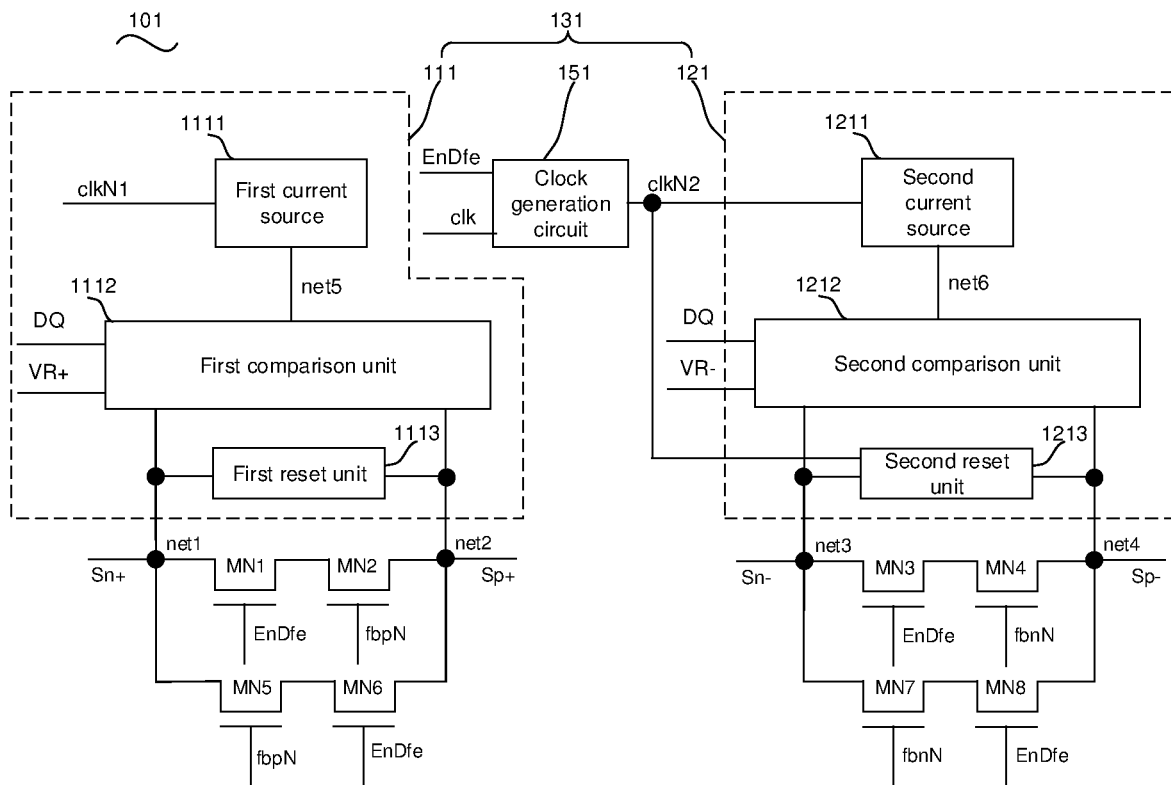 101
131
111
151
121
1111
1211
EnDfe
clkN1
First current source
clk
Clock generation circuit
clkN2
Second current source
net5
net6
1112
1212
DQ
VR+
First comparison unit
DQ
VR-
Second comparison unit
1113
1213
First reset unit
Second reset unit
net1
net2
net3
net4
Sn+
MN1
MN2
Sp+
Sn-
MN3
MN4
Sp-
EnDfe
fbpN
EnDfe
fbnN
MN5
MN6
MN7
MN8
fbpN
EnDfe
fbnN
EnDfe